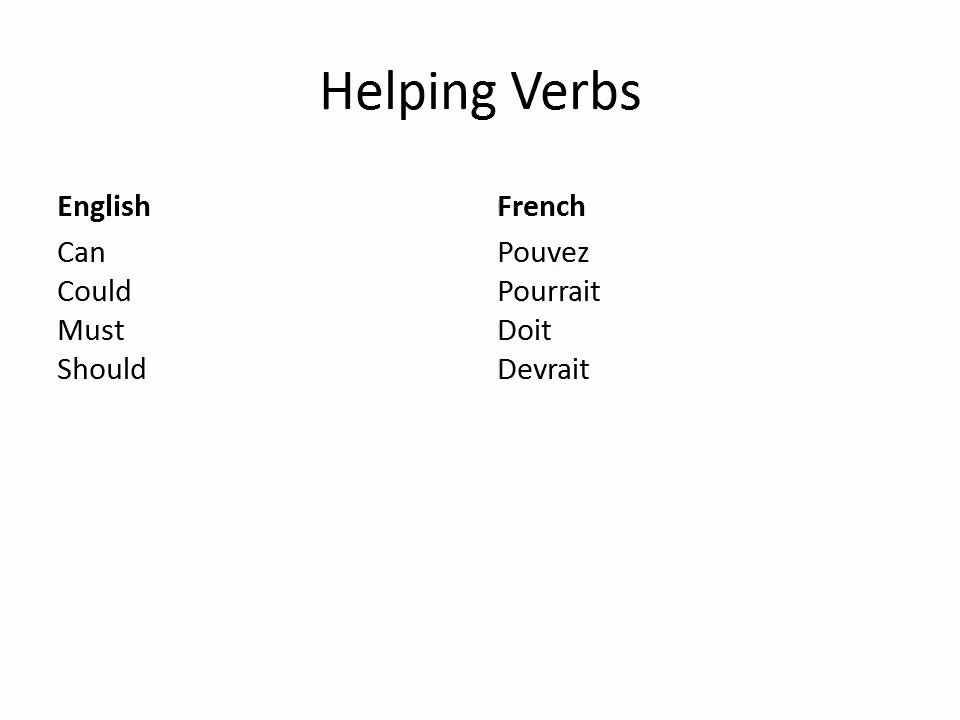 Helping Verbs
English
Can
Could
Must
Should
French
Pouvez
Pourrait
Doit
Devrait